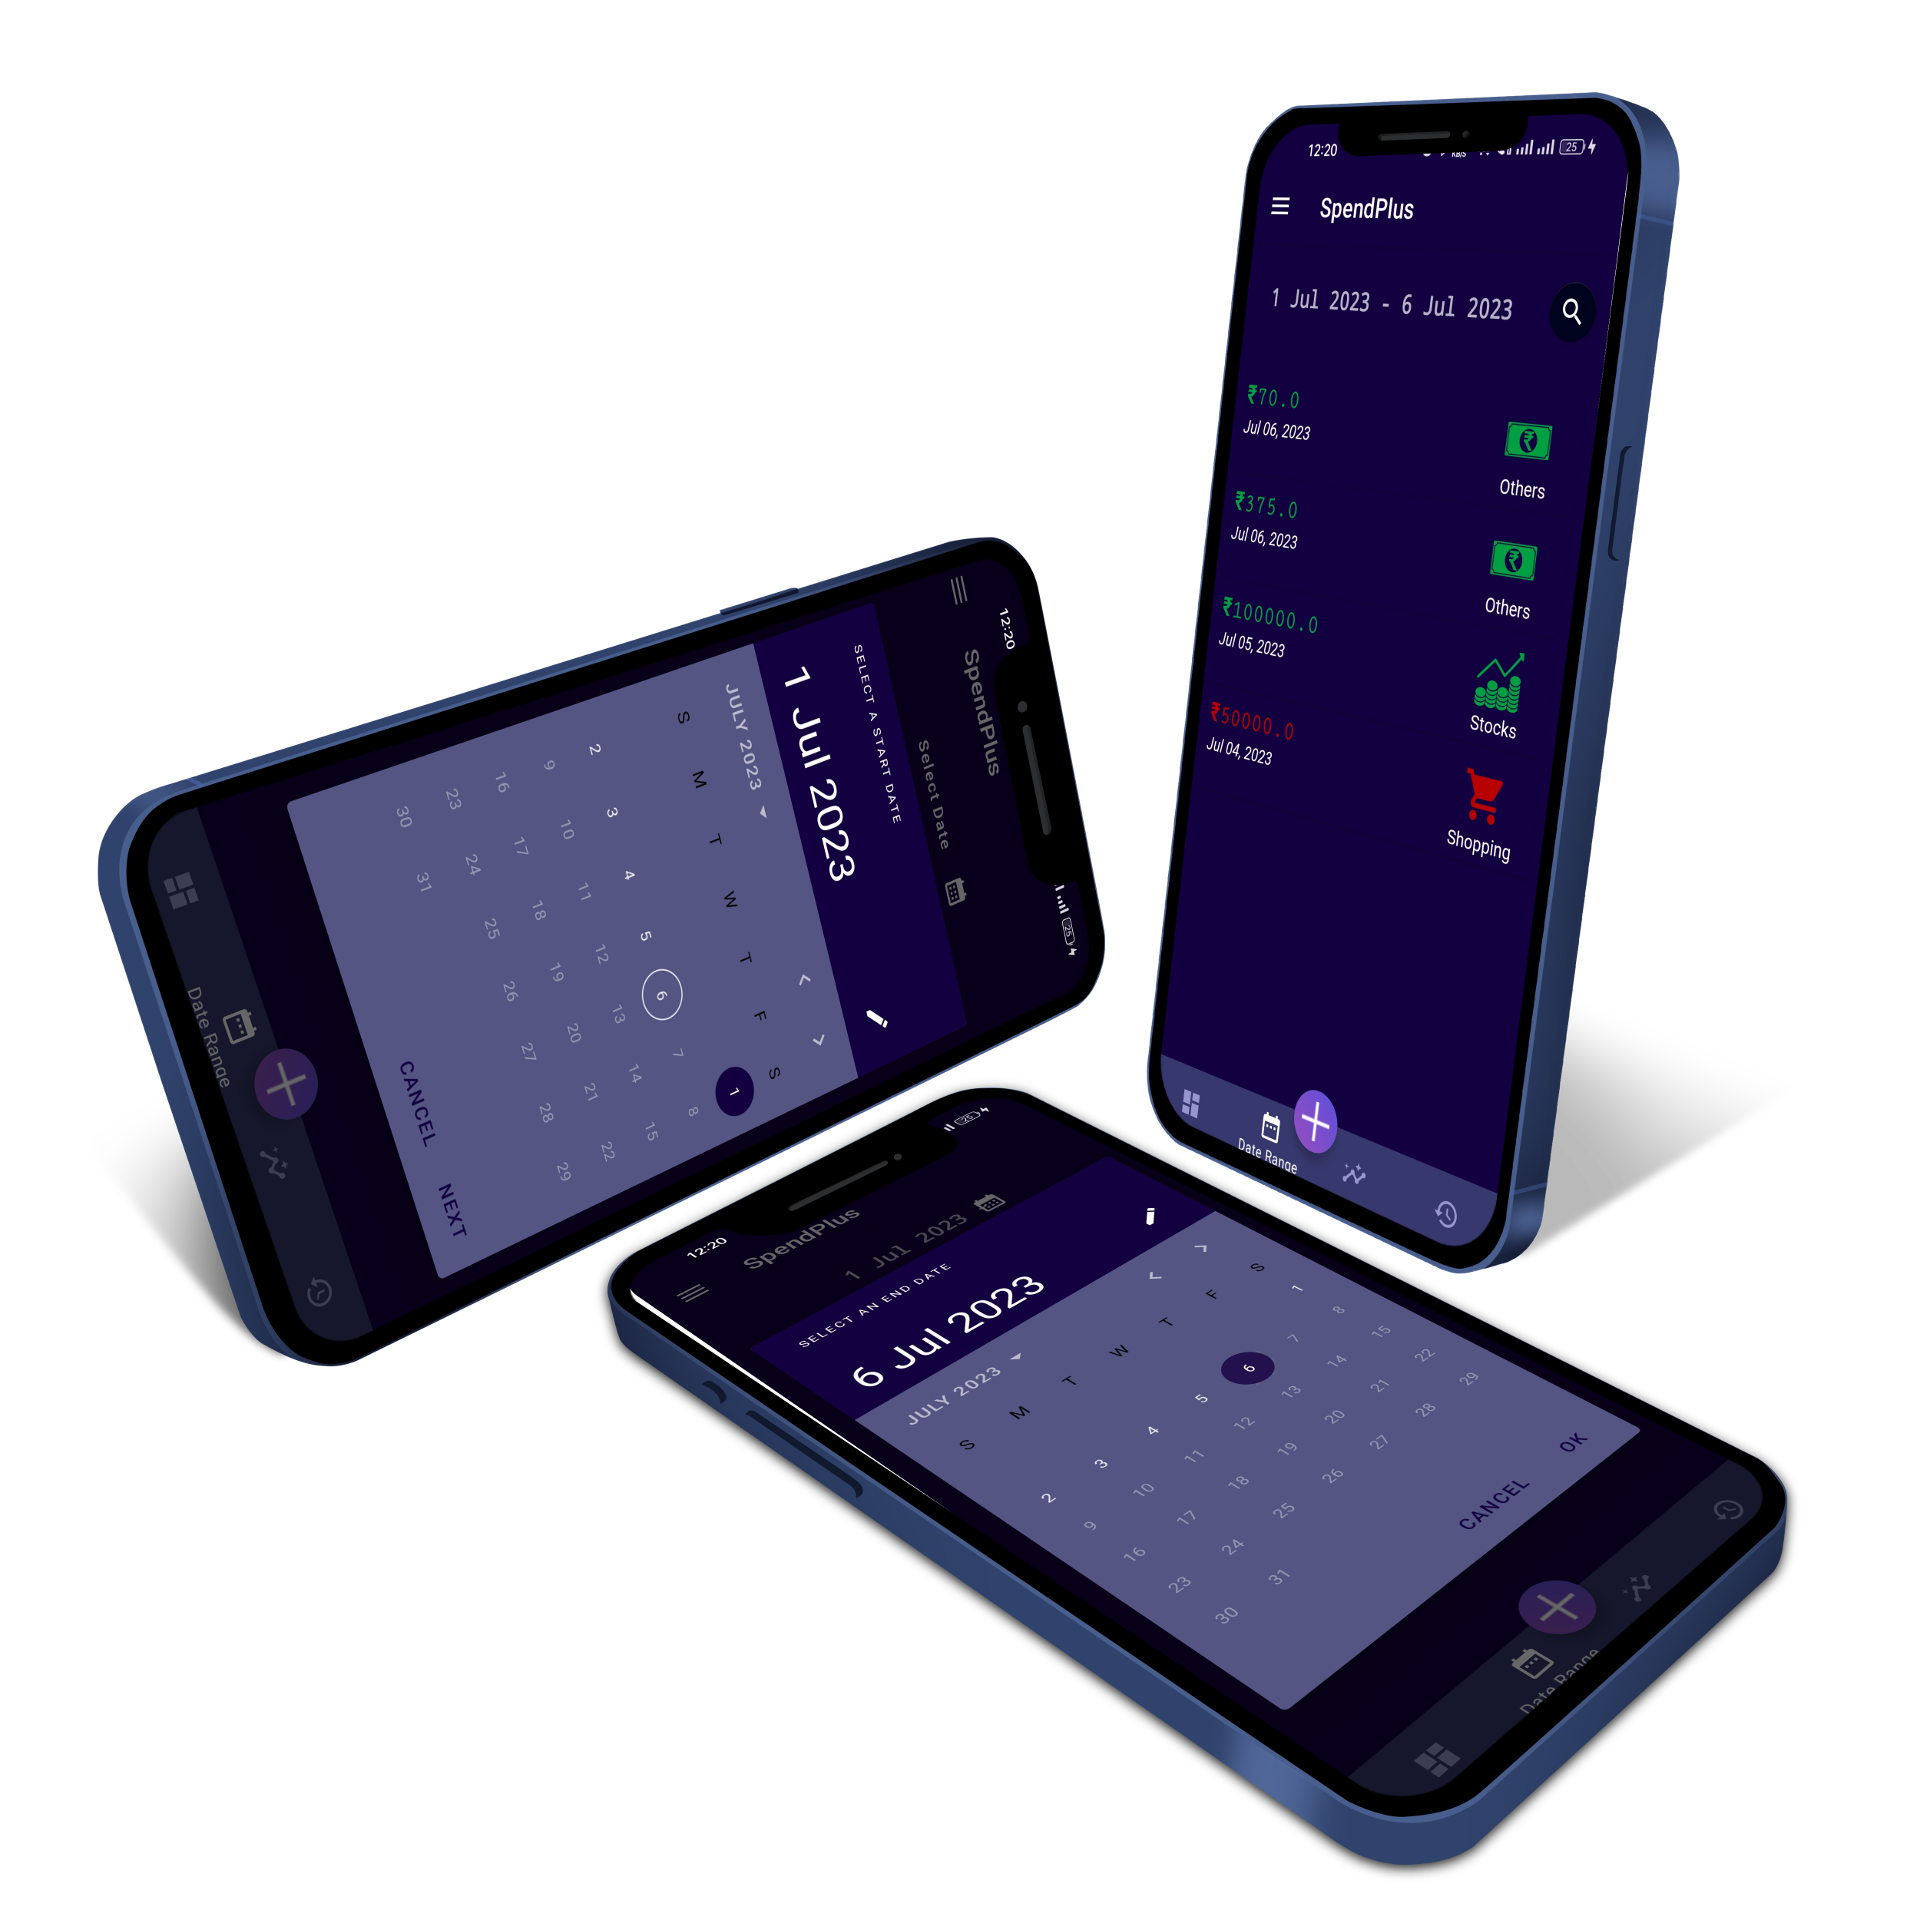 12:20
25
SpendPlus
1 Jul 2023 - 6 Jul 2023
₹70.0
Jul 06, 2023
Others
₹375.0
Jul 06, 2023
Others
₹100000.0
Jul 05, 2023
Stocks
₹50000.0
Jul 04, 2023
Shopping
Date Range
12:20
25
SpendPlus
Select Date
SELECT A START DATE
1 Jul 2023
JULY 2023
S M T W T F S
1
2 3 4 5 6 7 8
9 10 11 12 13 14 15
16 17 18 19 20 21 22
23 24 25 26 27 28 29
30 31
CANCEL NEXT
Date Range
12:20
25
SpendPlus
1 Jul 2023
SELECT AN END DATE
6 Jul 2023
JULY 2023
S M T W T F S
1
2 3 4 5 6 7 8
9 10 11 12 13 14 15
16 17 18 19 20 21 22
23 24 25 26 27 28 29
30 31
CANCEL OK
Date Range